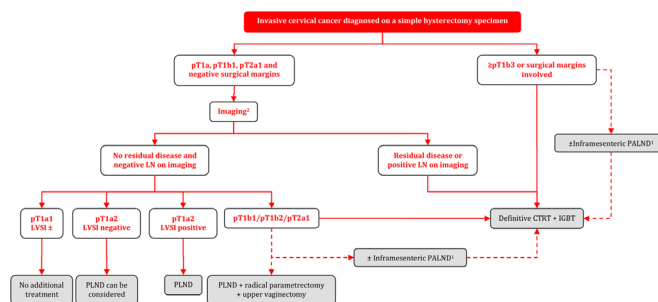 Invasive cervical cancer diagnosed on a simple hysterectomy specimen
pT1a, pT1b1, pT2a1 and
negative surgical margins
≥pT1b3 or surgical margins
involved
Imaging²
±Inframesenteric PALND¹
No residual disease and
negative LN on imaging
Residual disease or
positive LN on imaging
pT1a1
LVSI ±
pT1a2
LVSI negative
pT1a2
LVSI positive
pT1b1/pT1b2/pT2a1
Definitive CTRT + IGBT
± Inframesenteric PALND¹
No additional
treatment
PLND can be
considered
PLND
PLND + radical parametrectomy
+ upper vaginectomy